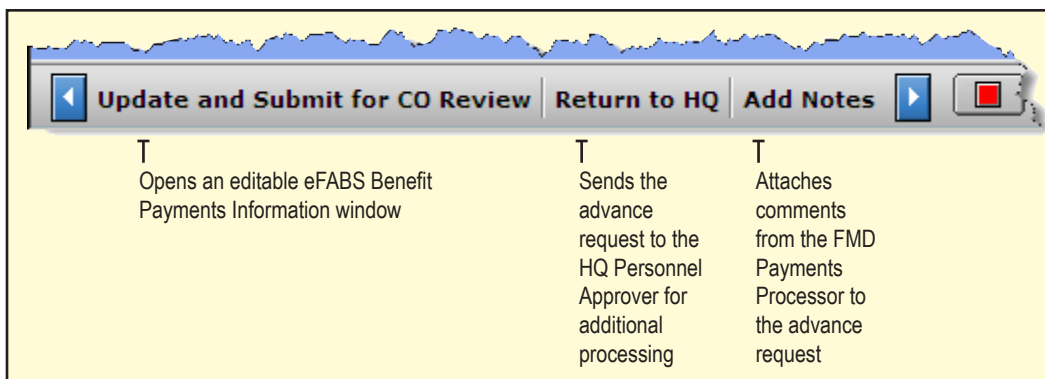 Update and Submit for CO Review Return to HQ Add Notes
Opens an editable eFABS Benefit
Payments Information window
Sends the
advance
request to the
HQ Personnel
Approver for
additional
processing
Attaches
comments
from the FMD
Payments
Processor to
the advance
request